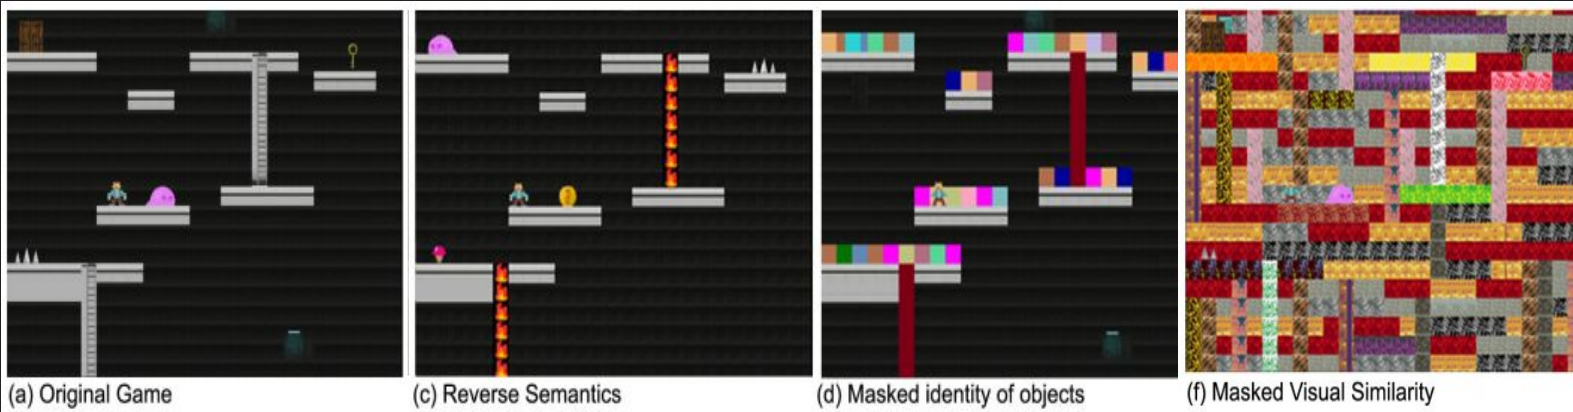 (a) Original Game
(c) Reverse Semantics
(d) Masked identity of objects
(f) Masked Visual Similarity